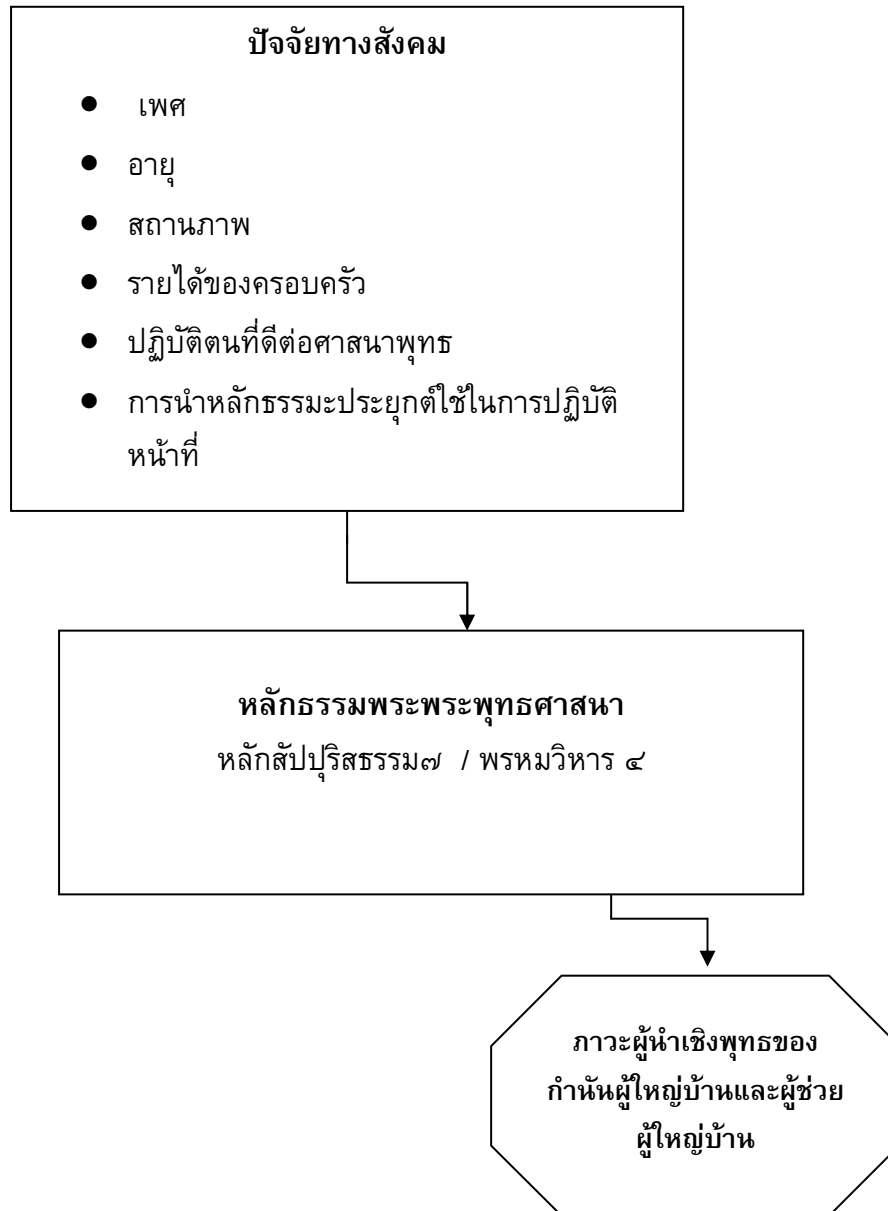 ปัจจัยทางสังคม
● เพศ
● อายุ
● สถานภาพ
● รายได้ของครอบครัว
● ปฏิบัติตนที่ดีต่อศาสนาพุทธ
● การนำหลักธรรมะประยุกต์ใช้ในการปฏิบัติ
หน้าที่
หลักธรรมพระพระพุทธศาสนา
หลักสัปปุริสธรรม๗ / พรหมวิหาร ๔
ภาวะผู้นำเชิงพุทธของ
กำนันผู้ใหญ่บ้านและผู้ช่วย
ผู้ใหญ่บ้าน